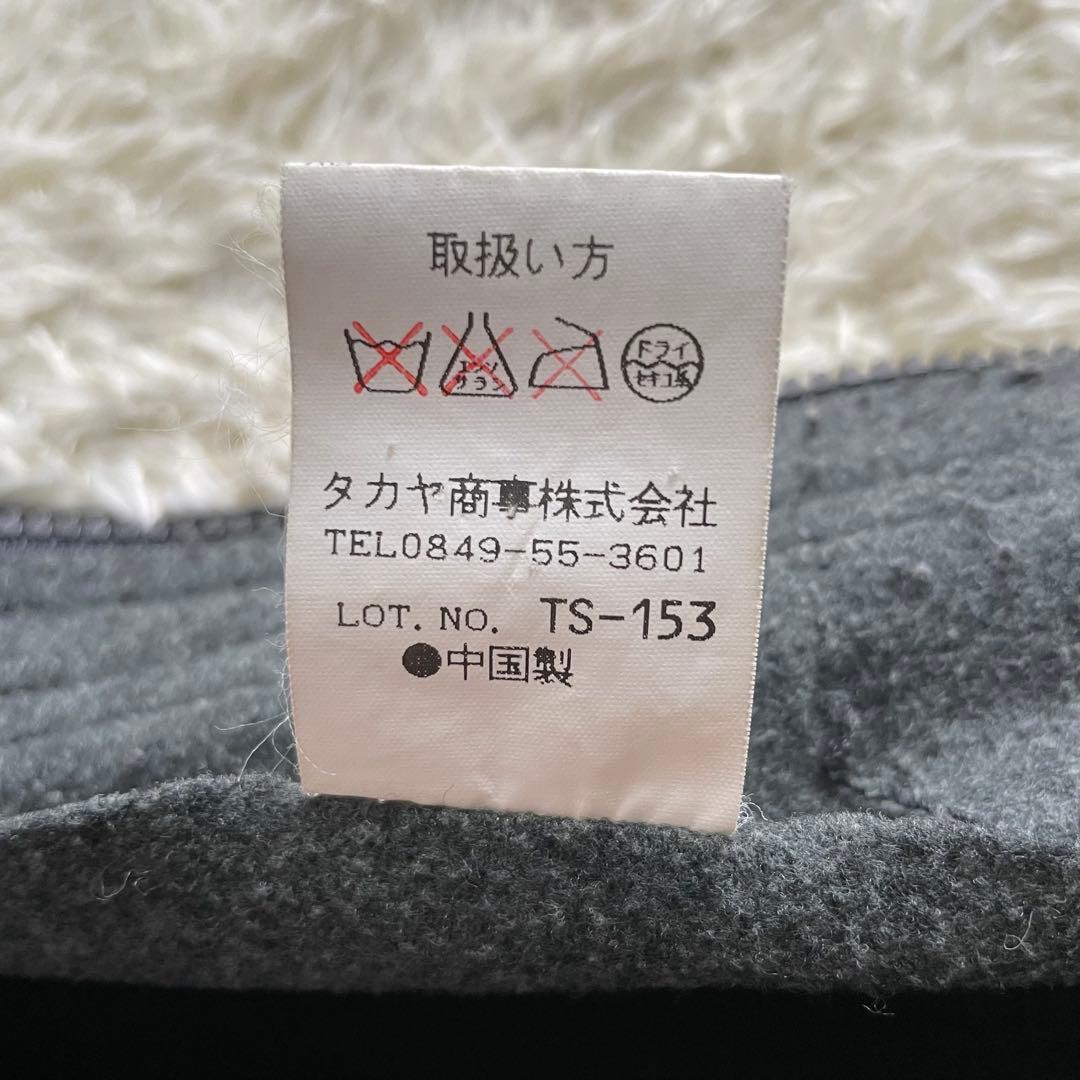 取扱い方
エンソ
サラシ
ドライ
セキユ系
タカヤ商事株式会社
TEL0849-55-3601
LOT. NO. TS-153
●中国製